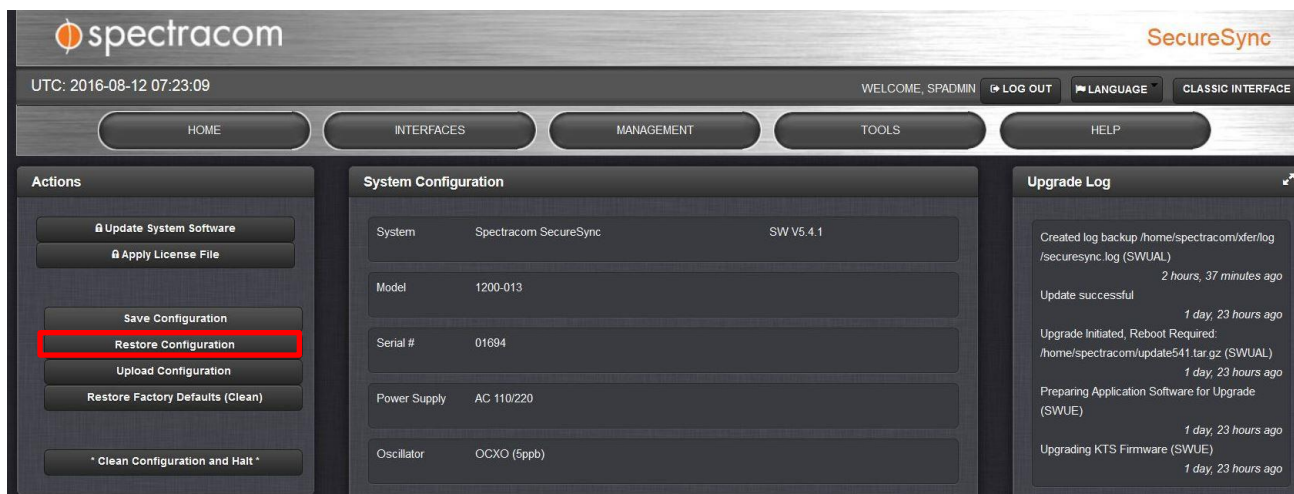 spectracom
SecureSync
UTC: 2016-08-12 07:23:09
WELCOME, SPADMIN
LOG OUT
LANGUAGE
CLASSIC INTERFACE
HOME
INTERFACES
MANAGEMENT
TOOLS
HELP
Actions
Update System Software
Apply License File
Save Configuration
Restore Configuration
Upload Configuration
Restore Factory Defaults (Clean)
* Clean Configuration and Halt *
System Configuration
System Spectracom SecureSync SW V5.4.1
Model 1200-013
Serial # 01694
Power Supply AC 110/220
Oscillator OCXO (5ppb)
Upgrade Log
Created log backup /home/spectracom/xfer/log
/securesync.log (SWUAL)
2 hours, 37 minutes ago
Update successful
1 day, 23 hours ago
Upgrade Initiated, Reboot Required:
/home/spectracom/update541.tar.gz (SWUAL)
1 day, 23 hours ago
Preparing Application Software for Upgrade
(SWUE)
1 day, 23 hours ago
Upgrading KTS Firmware (SWUE)
1 day, 23 hours ago